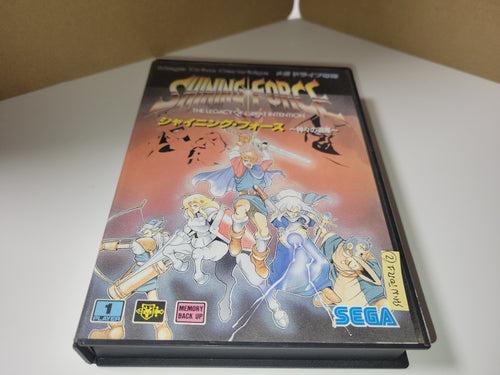 SHINING FORCE
THE LEGACY OF GREAT INTENTION
シャイニング・フォース
〜神々の遺産〜
1
PLAYER
MEMORY
BACK UP
SEGA